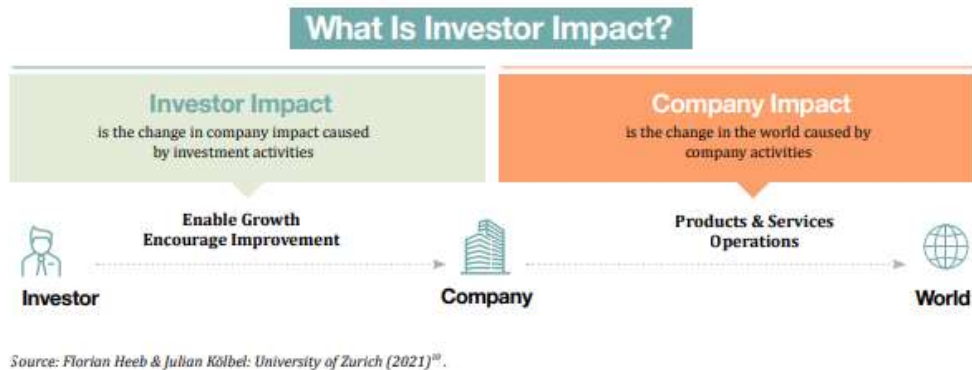 What Is Investor Impact?
Investor Impact
is the change in company impact caused
by investment activities
Company Impact
is the change in the world caused by
company activities
Enable Growth
Encourage Improvement
Products & Services
Operations
Investor
Company
World
Source: Florian Heeb & Julian Kölbel: University of Zurich (2021)¹⁰.